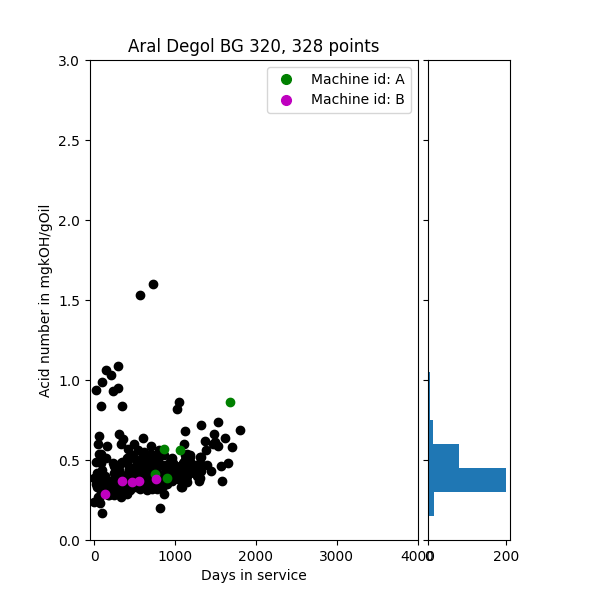 Aral Degol BG 320, 328 points
Machine id: A
Machine id: B
Acid number in mgkOH/gOil
3.0
2.5
2.0
1.5
1.0
0.5
0.0
0 1000 2000 3000 4000
0 200
Days in service